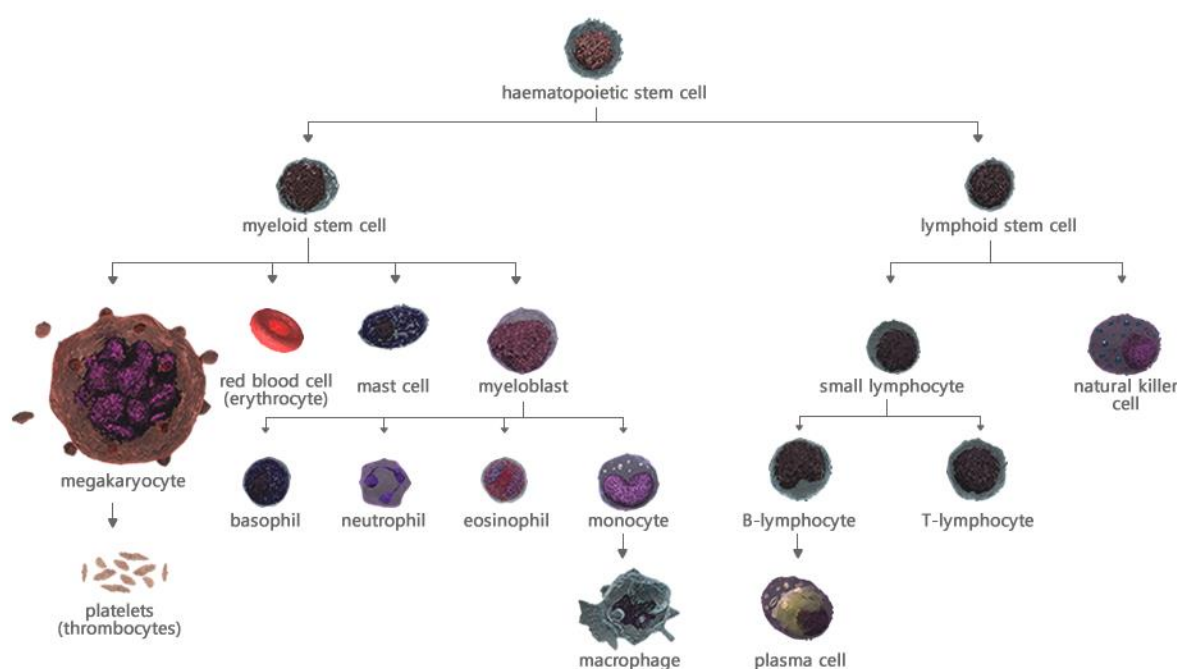 haematopoietic stem cell
myeloid stem cell
lymphoid stem cell
red blood cell
(erythrocyte)
mast cell
myeloblast
small lymphocyte
natural killer
cell
megakaryocyte
basophil
neutrophil
eosinophil
monocyte
B-lymphocyte
T-lymphocyte
platelets
(thrombocytes)
macrophage
plasma cell